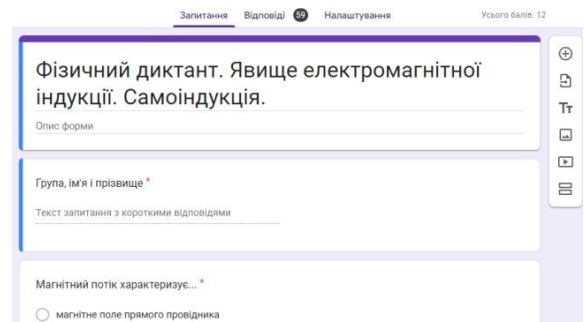 Запитання Відповіді 59 Налаштування Усього балів: 12
Фізичний диктант. Явище електромагнітної
індукції. Самоіндукція.
Опис форми
Група, ім'я і прізвище *
Текст запитання з короткими відповідями
Магнітний потік характеризує... *
магнітне поле прямого провідника
Тт